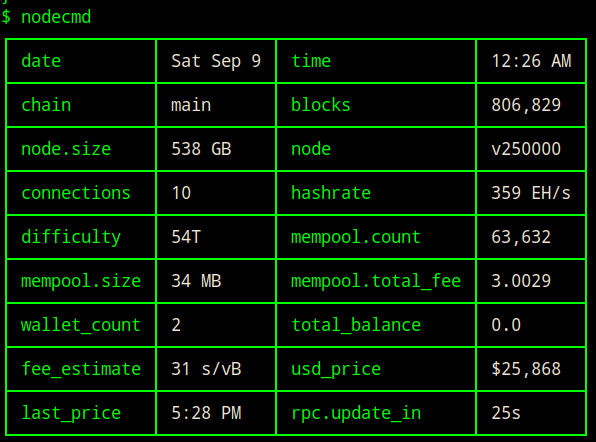 $ nodecmd
date Sat Sep 9 time 12:26 AM
chain main blocks 806,829
node.size 538 GB node v250000
connections 10 hashrate 359 EH/s
difficulty 54T mempool.count 63,632
mempool.size 34 MB mempool.total_fee 3.0029
wallet_count 2 total_balance 0.0
fee_estimate 31 s/vB usd_price $25,868
last_price 5:28 PM rpc.update_in 25s